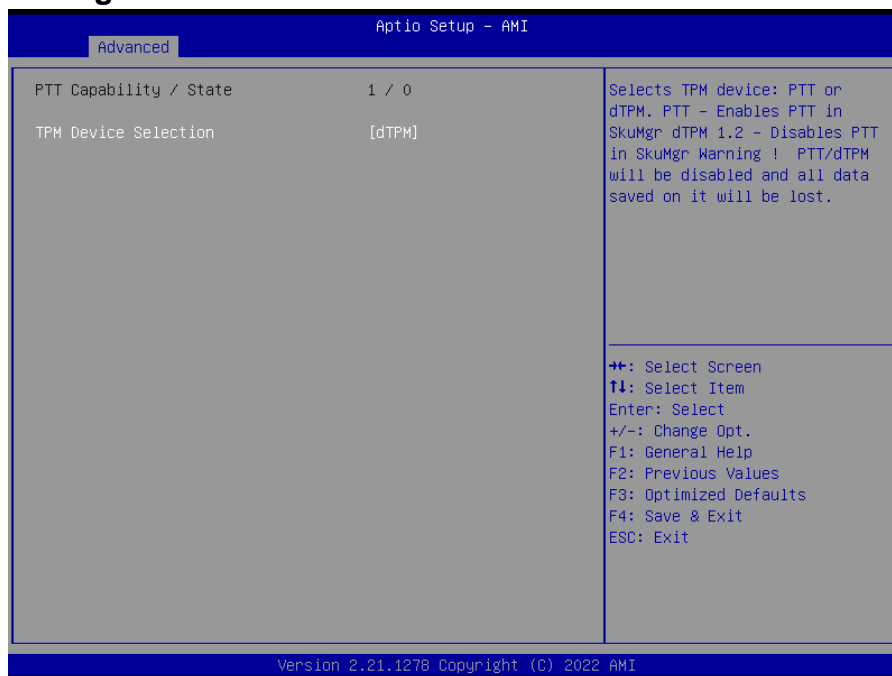 Aptio Setup – AMI
Advanced
PTT Capability / State 1 / 0
TPM Device Selection [dTPM]
Selects TPM device: PTT or
dTPM. PTT – Enables PTT in
SkuMgr dTPM 1.2 – Disables PTT
in SkuMgr Warning ! PTT/dTPM
will be disabled and all data
saved on it will be lost.
→←: Select Screen
↑↓: Select Item
Enter: Select
+/-: Change Opt.
F1: General Help
F2: Previous Values
F3: Optimized Defaults
F4: Save & Exit
ESC: Exit
Version 2.21.1278 Copyright (C) 2022 AMI